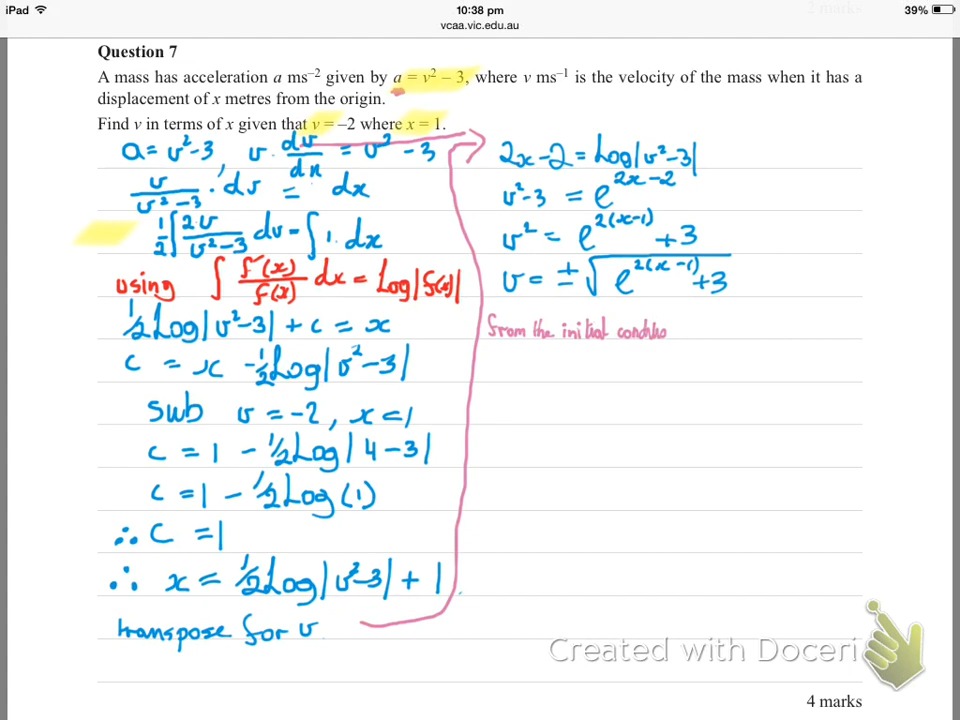 iPad 10:38 pm 39%
vcaa.vic.edu.au
2 marks
Question 7
A mass has acceleration a ms⁻² given by a = v² – 3, where v ms⁻¹ is the velocity of the mass when it has a
displacement of x metres from the origin.
Find v in terms of x given that v = –2 where x = 1.
a = v²-3, v. dv/dx = v² - 3
v/(v²-3) . dv = dx
½∫ 2v/(v²-3) dv = ∫ 1. dx
using ∫ f'(x)/f(x) dx = Log|f(x)|
½Log|v²-3| + c = x
c = x - ½Log|v²-3|
sub v = -2, x = 1
c = 1 - ½Log|4-3|
c = 1 - ½Log(1)
∴ c = 1
∴ x = ½Log|v²-3| + 1
transpose for v
2x-2 = Log|v²-3|
v²-3 = e^(2x-2)
v² = e^(2(x-1)) + 3
v = ±√(e^(2(x-1)) + 3)
from the initial condtio
Created with Doceri
4 marks